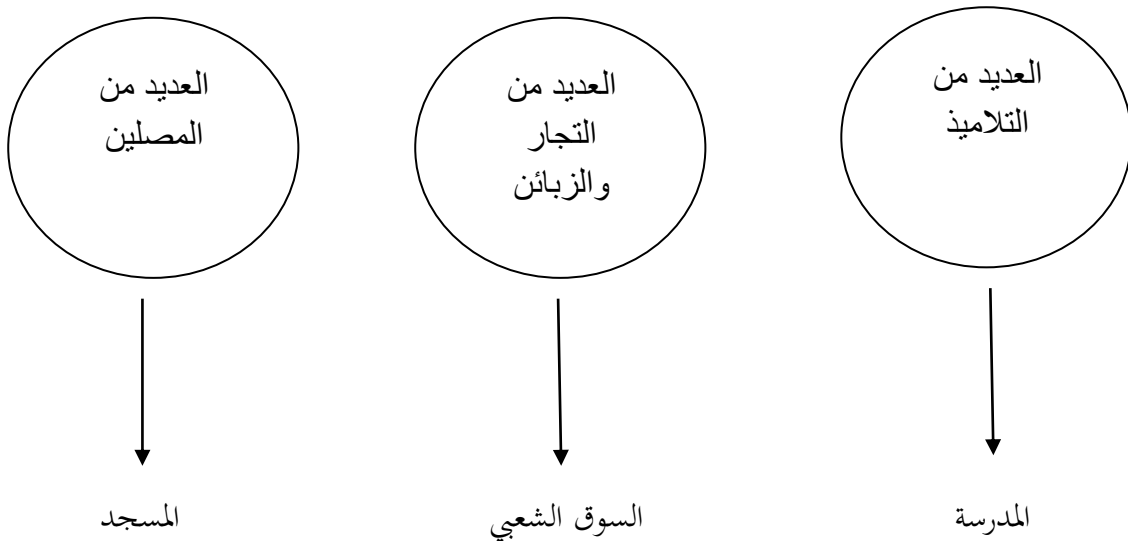 العديد من
التلاميذ
العديد من
التجار
والزبائن
العديد من
المصلين
المدرسة
السوق الشعبي
المسجد